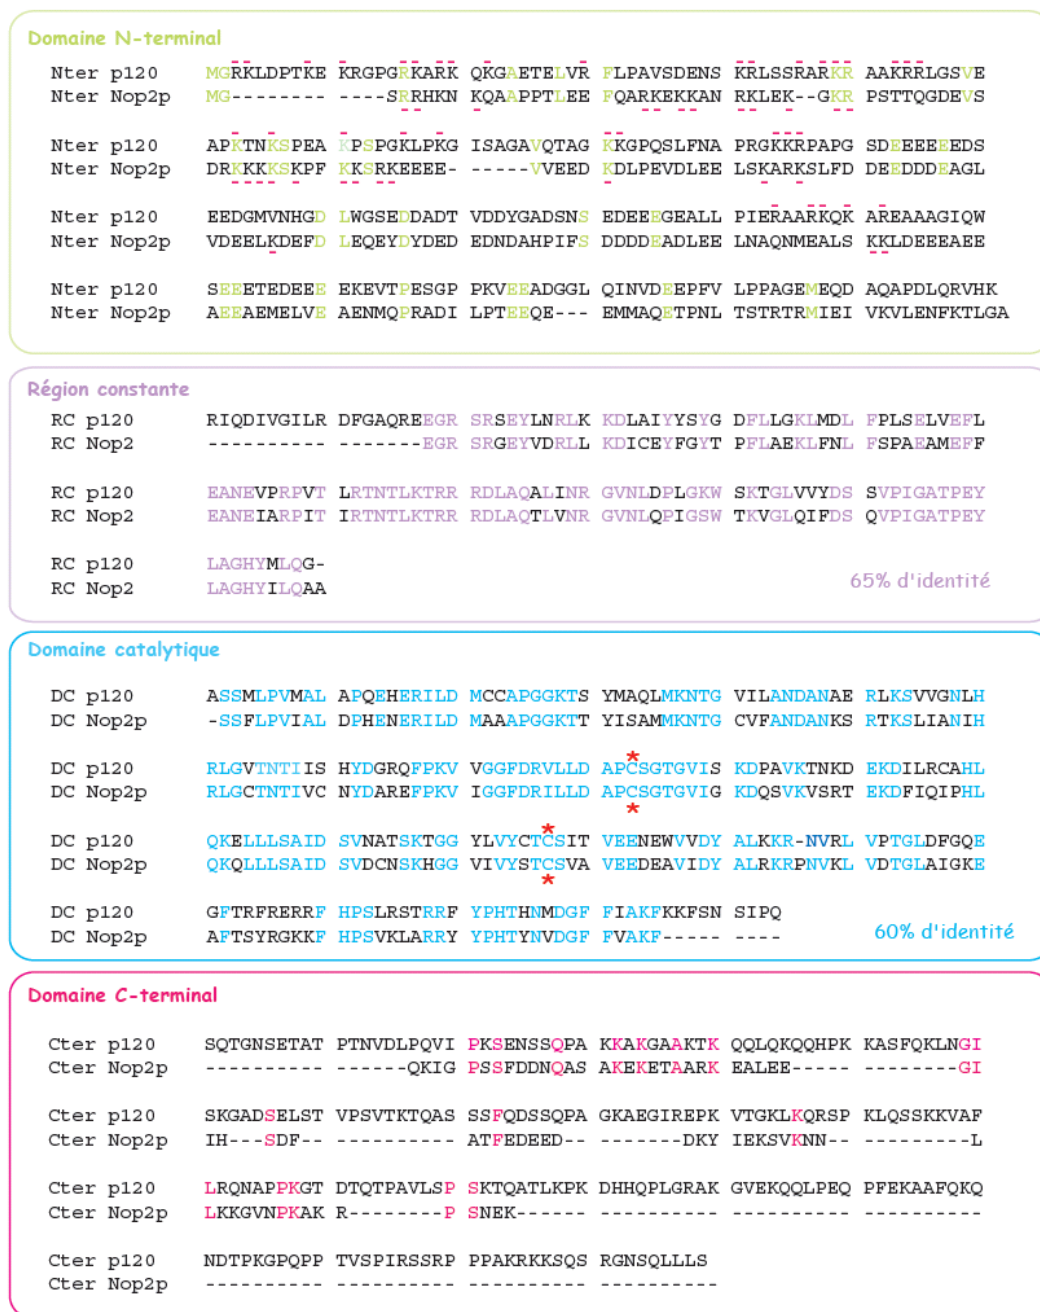 Domaine N-terminal
Nter p120 MGRKLDPTKE KRGPGRKARK QKGAETELVR FLPAVSDENS KRLSSRARKR AAKRRLGSVE
Nter Nop2p MG-------- ----SRRHKN KQAAPPTLEE FQARKEKKAN RKLEK--GKR PSTTQGDEVS
Nter p120 APKTNKSPEA KPSPGKLPKG ISAGAVQTAG KKGPQSLFNA PRGKKRPAPG SDEEEEEEDS
Nter Nop2p DRKKKKSKPF KKSRKEEEE- -----VVEED KDLPEVDLEE LSKARKSLFD DEEDDDEAGL
Nter p120 EEDGMVNHGD LWGSEDDADT VDDYGADSNS EDEEEGEALL PIERAARKQK AREAAAGIQW
Nter Nop2p VDEELKDEFD LEQEYDYDED EDNDAHPIFS DDDDEADLEE LNAQNMEALS KKLDEEEAEE
Nter p120 SEEETEDEEE EKEVTPESGP PKVEEADGGL QINVDEEPFV LPPAGEMEQD AQAPDLQRVHK
Nter Nop2p AEEAEMELVE AENMQPRADI LPTEEQE--- EMMAQETPNL TSTRTRMIEI VKVLENFKTLGA
Région constante
RC p120 RIQDIVGILR DFGAQREEGR SRSEYLNRLK KDLAIYYSYG DFLLGKLMDL FPLSELVEFL
RC Nop2 ---------- -------EGR SRGEYVDRLL KDICEYFGYT PFLAEKLFNL FSPAEAMEFF
RC p120 EANEVPRPVT LRTNTLKTRR RDLAQALINR GVNLDPLGKW SKTGLVVYDS SVPIGATPEY
RC Nop2 EANEIARPIT IRTNTLKTRR RDLAQTLVNR GVNLQPIGSW TKVGLQIFDS QVPIGATPEY
RC p120 LAGHYMLQG-
RC Nop2 LAGHYILQAA
65% d'identité
Domaine catalytique
DC p120 ASSMLPVMAL APQEHERILD MCCAPGGKTS YMAQLMKNTG VILANDANAE RLKSVVGNLH
DC Nop2p -SSFLPVIAL DPHENERILD MAAAPGGKTT YISAMMKNTG CVFANDANKS RTKSLIANIH
*
DC p120 RLGVTNTIIS HYDGRQFPKV VGGFDRVLLD APCSGTGVIS KDPAVKTNKD EKDILRCAHL
DC Nop2p RLGCTNTIVC NYDAREFPKV IGGFDRILLD APCSGTGVIG KDQSVKVSRT EKDFIQIPHL
* *
DC p120 QKELLLSAID SVNATSKTGG YLVYCTCSIT VEENEWVVDY ALKKR-NVRL VPTGLDFGQE
DC Nop2p QKQLLLSAID SVDCNSKHGG VIVYSTCSVA VEEDEAVIDY ALRKRPNVKL VDTGLAIGKE
*
DC p120 GFTRFRERRF HPSLRSTRRF YPHTHNMDGF FIAKFKKFSN SIPQ
DC Nop2p AFTSYRGKKF HPSVKLARRY YPHTYNVDGF FVAKF----- ----
60% d'identité
Domaine C-terminal
Cter p120 SQTGNSETAT PTNVDLPQVI PKSENSSQPA KKAKGAAKTK QQLQKQQHPK KASFQKLNGI
Cter Nop2p ---------- ------QKIG PSSFDDNQAS AKEKETAARK EALEE----- --------GI
Cter p120 SKGADSELST VPSVTKTQAS SSFQDSSQPA GKAEGIREPK VTGKLKQRSP KLQSSKKVAF
Cter Nop2p IH---SDF-- ---------- ATFEDEED-- -------DKY IEKSVKNN-- ---------L
Cter p120 LRQNAPPKGT DTQTPAVLSP SKTQATLKPK DHHQPLGRAK GVEKQQLPEQ PFEKAAFQKQ
Cter Nop2p LKKGVNPKAK R--------P SNEK------ ---------- ---------- ----------
Cter p120 NDTPKGPQPP TVSPIRSSRP PPAKRKKSQS RGNSQLLLS
Cter Nop2p ---------- ---------- ---------- ----------